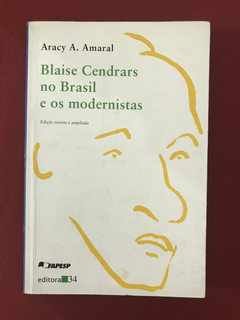 Aracy A. Amaral
Blaise Cendrars
no Brasil
e os modernistas
Edição revista e ampliada
FAPESP
editora 34